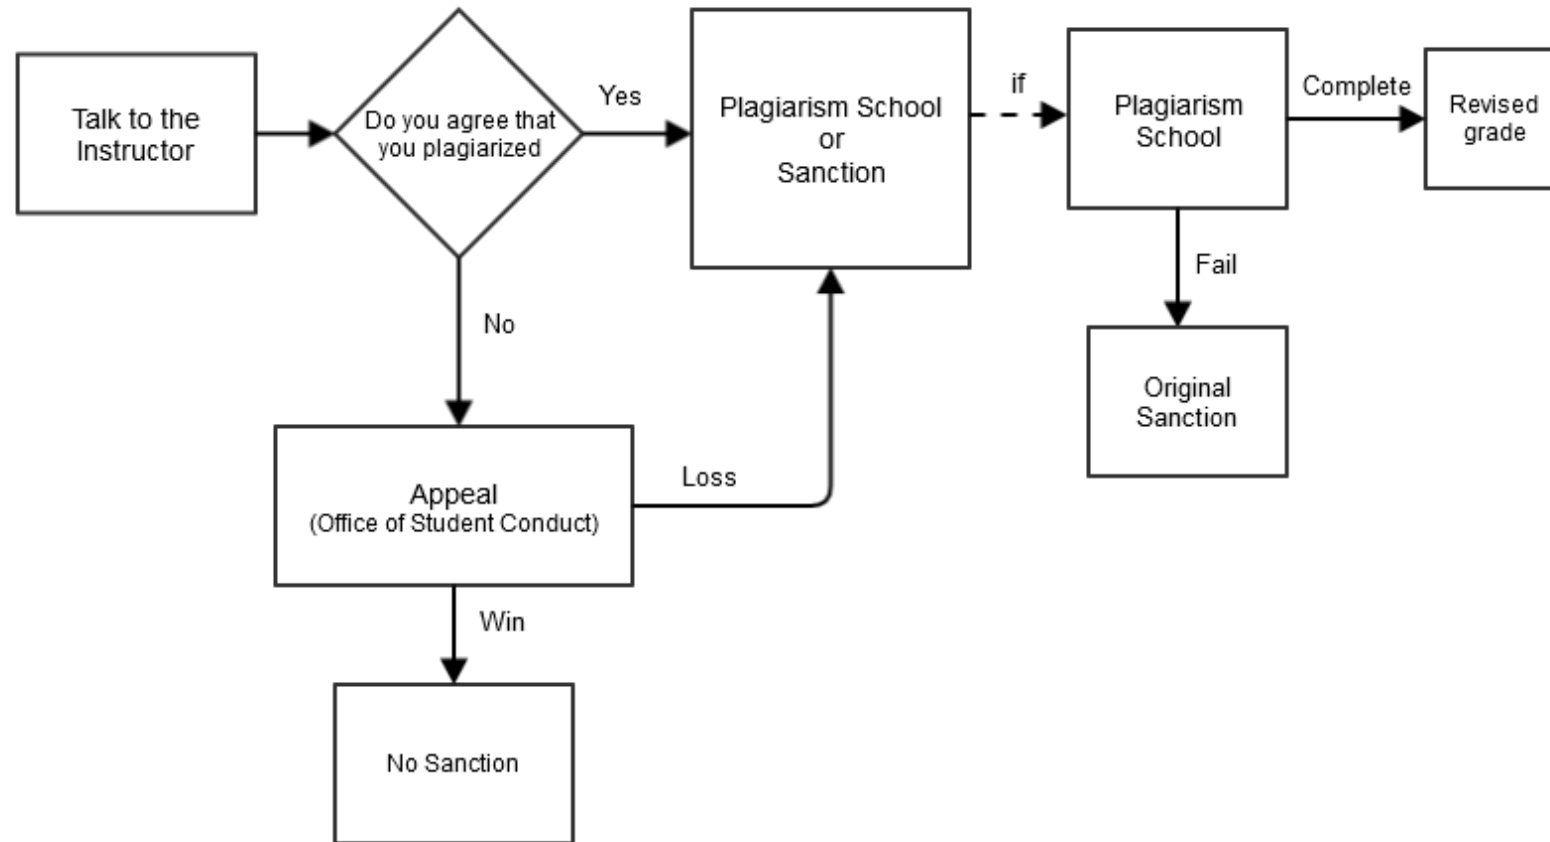 Talk to the
Instructor
Do you agree that
you plagiarized
Yes
Plagiarism School
or
Sanction
if
Plagiarism
School
Complete
Revised
grade
Fail
Original
Sanction
No
Appeal
(Office of Student Conduct)
Loss
Win
No Sanction